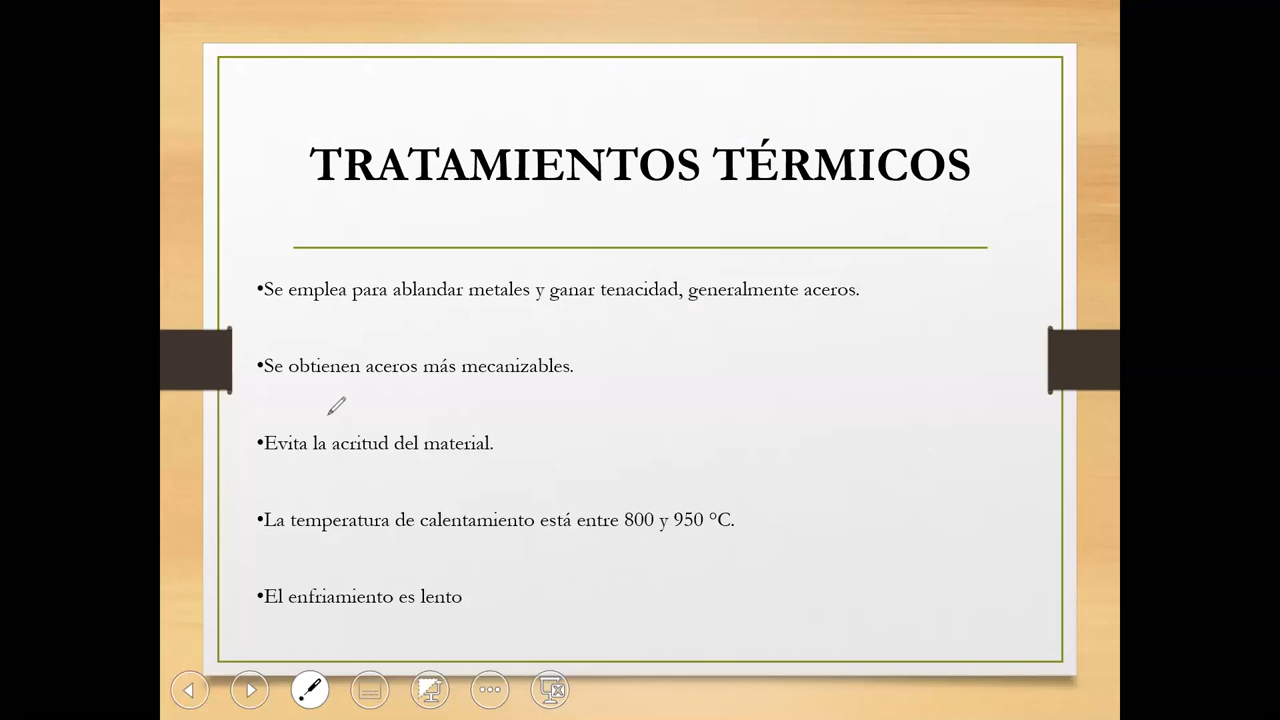 TRATAMIENTOS TÉRMICOS
•Se emplea para ablandar metales y ganar tenacidad, generalmente aceros.
•Se obtienen aceros más mecanizables.
•Evita la acritud del material.
•La temperatura de calentamiento está entre 800 y 950 °C.
•El enfriamiento es lento